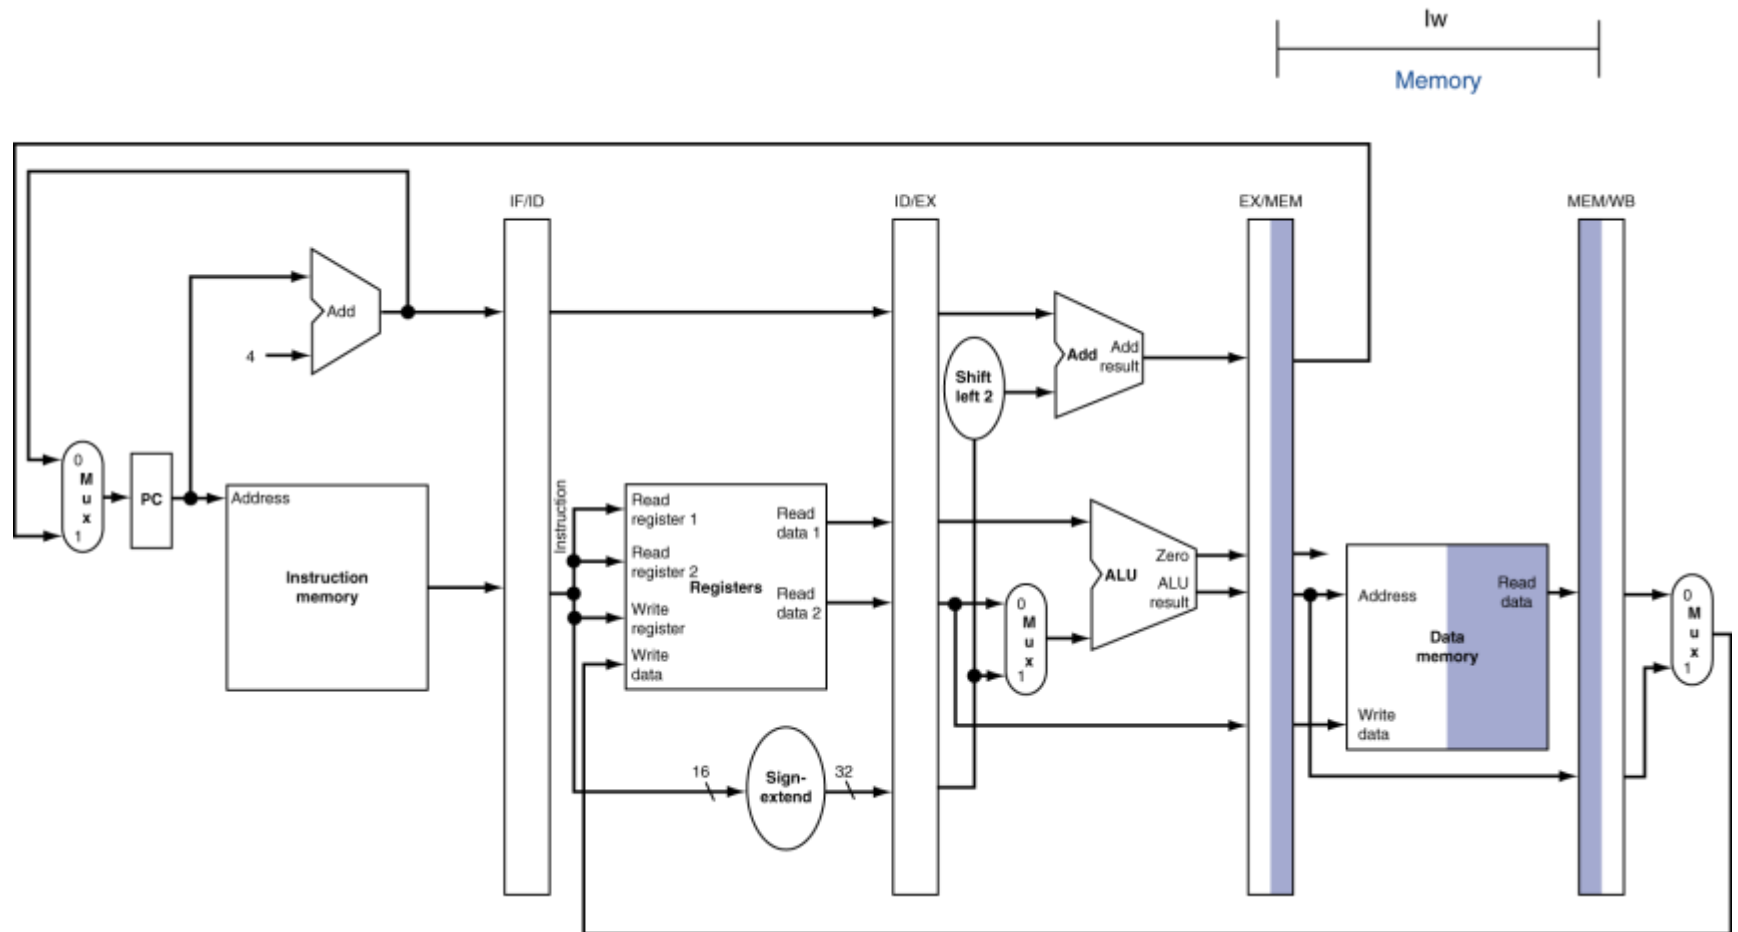 lw
Memory
IF/ID
ID/EX
EX/MEM
MEM/WB
Add
4
Add
Add
result
Shift
left 2
0
M
u
x
1
PC
Address
Instruction
memory
Instruction
Read
register 1
Read
register 2
Write
register
Write
data
Registers
Read
data 1
Read
data 2
16
Sign-
extend
32
0
M
u
x
1
ALU
Zero
ALU
result
Address
Read
data
Data
memory
Write
data
0
M
u
x
1